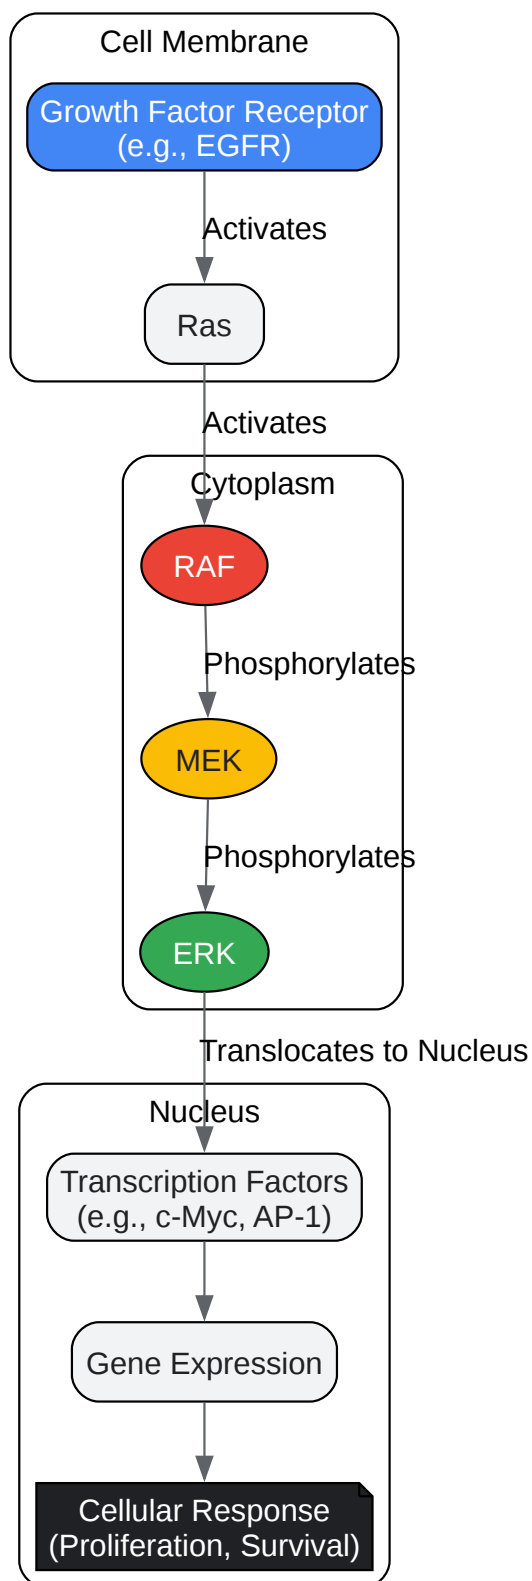 Cell Membrane
Growth Factor Receptor
(e.g., EGFR)
Activates
Ras
Activates
Cytoplasm
RAF
Phosphorylates
MEK
Phosphorylates
ERK
Translocates to Nucleus
Nucleus
Transcription Factors
(e.g., c-Myc, AP-1)
Gene Expression
Cellular Response
(Proliferation, Survival)